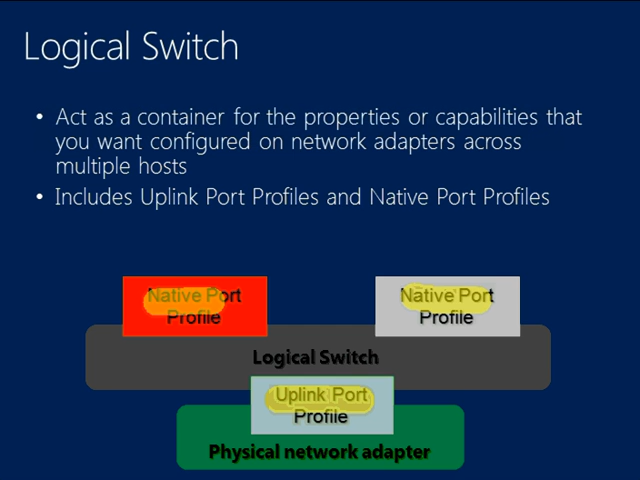 Logical Switch
• Act as a container for the properties or capabilities that
you want configured on network adapters across
multiple hosts
• Includes Uplink Port Profiles and Native Port Profiles
Native Port
Profile
Native Port
Profile
Logical Switch
Uplink Port
Profile
Physical network adapter